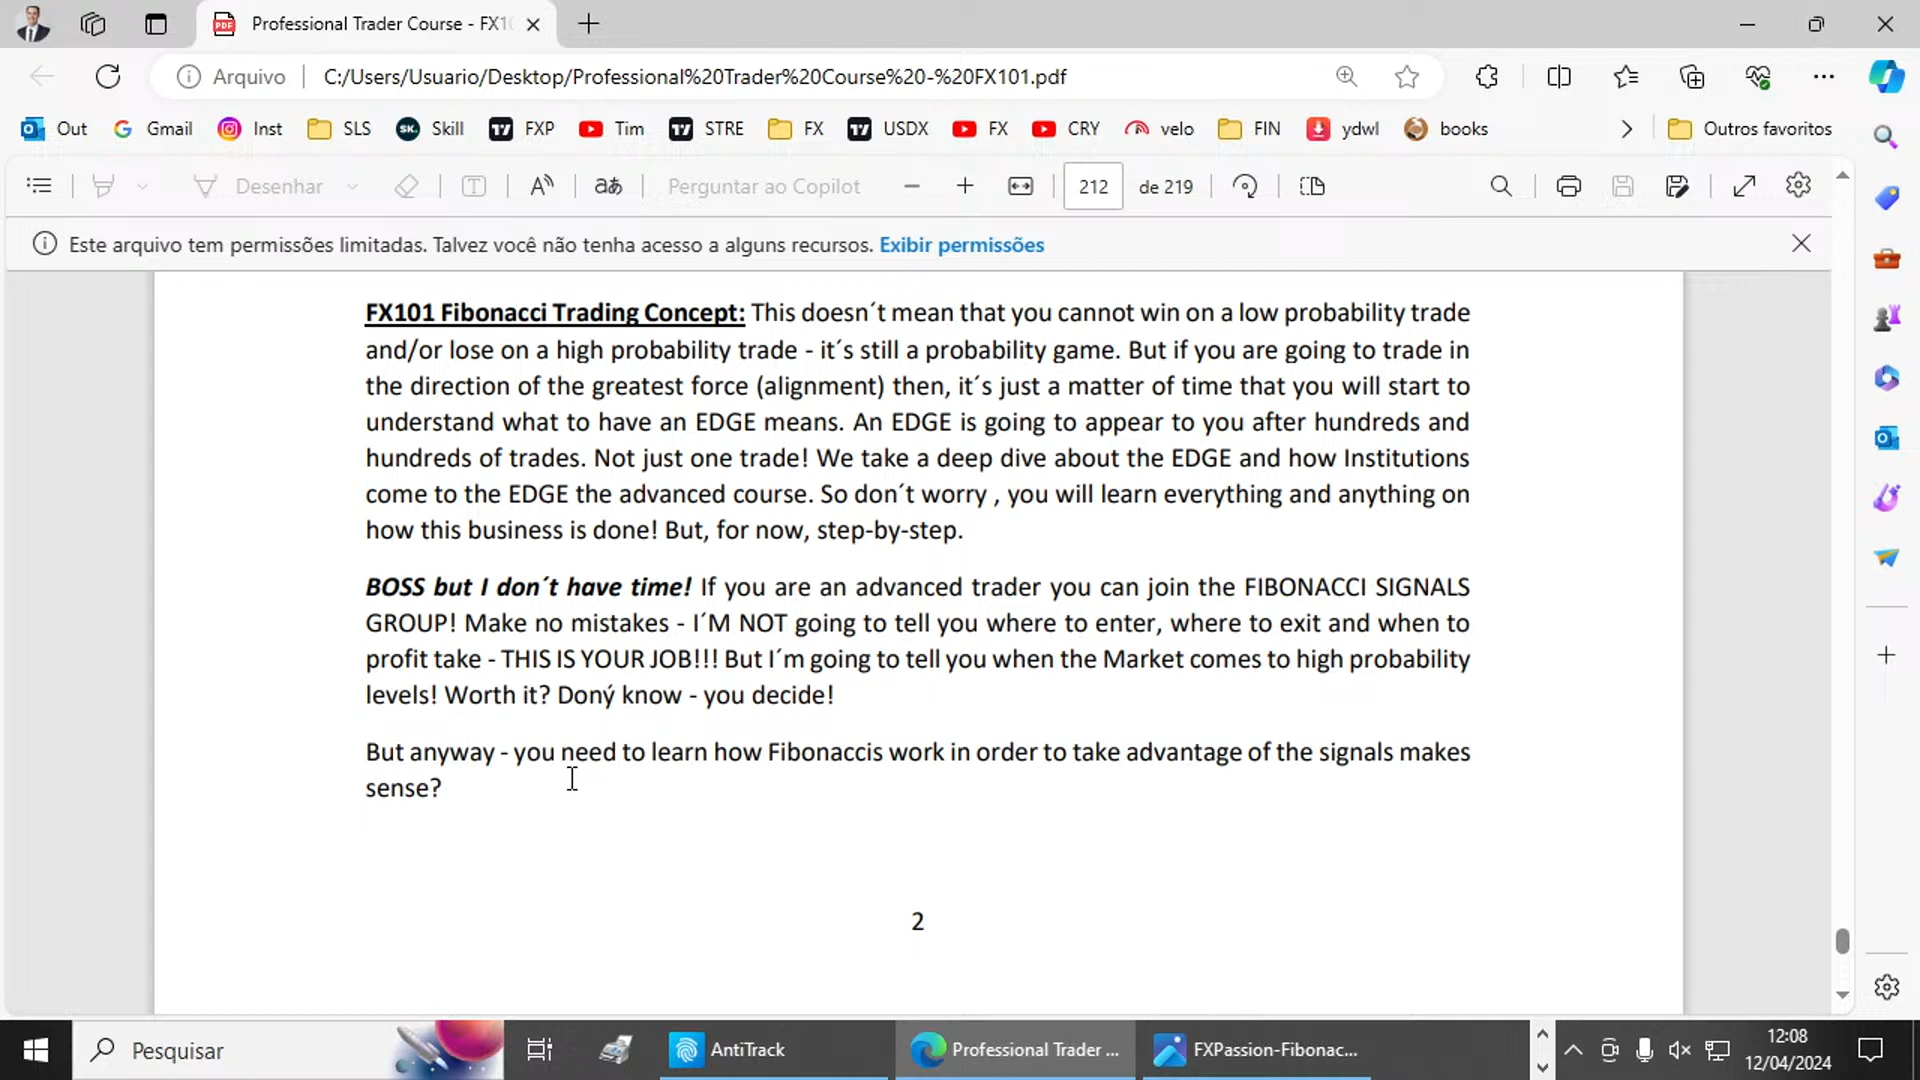 Professional Trader Course - FX10
Arquivo
C:/Users/Usuario/Desktop/Professional%20Trader%20Course%20-%20FX101.pdf
Out Gmail Inst SLS Skill FXP Tim STRE FX USDX FX CRY velo FIN ydwl books Outros favoritos
Desenhar Perguntar ao Copilot 212 de 219
Este arquivo tem permissões limitadas. Talvez você não tenha acesso a alguns recursos. Exibir permissões
FX101 Fibonacci Trading Concept: This doesn´t mean that you cannot win on a low probability trade
and/or lose on a high probability trade - it´s still a probability game. But if you are going to trade in
the direction of the greatest force (alignment) then, it´s just a matter of time that you will start to
understand what to have an EDGE means. An EDGE is going to appear to you after hundreds and
hundreds of trades. Not just one trade! We take a deep dive about the EDGE and how Institutions
come to the EDGE the advanced course. So don´t worry , you will learn everything and anything on
how this business is done! But, for now, step-by-step.
BOSS but I don´t have time! If you are an advanced trader you can join the FIBONACCI SIGNALS
GROUP! Make no mistakes - I´M NOT going to tell you where to enter, where to exit and when to
profit take - THIS IS YOUR JOB!!! But I´m going to tell you when the Market comes to high probability
levels! Worth it? Doný know - you decide!
But anyway - you need to learn how Fibonaccis work in order to take advantage of the signals makes
sense?
2
Pesquisar
AntiTrack
Professional Trader ...
FXPassion-Fibonac...
12:08
12/04/2024